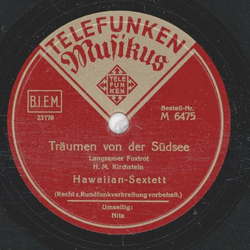 TELEFUNKEN
Musikus
TELE
FUN
KEN
B.I.E.M.
23178
Bestell-Nr.
M 6475
Träumen von der Südsee
Langsamer Foxtrot
H. M. Kirchstein
Hawaiian-Sextett
(Recht z. Rundfunkverbreitung vorbehalt.)
Umseitig:
Nita